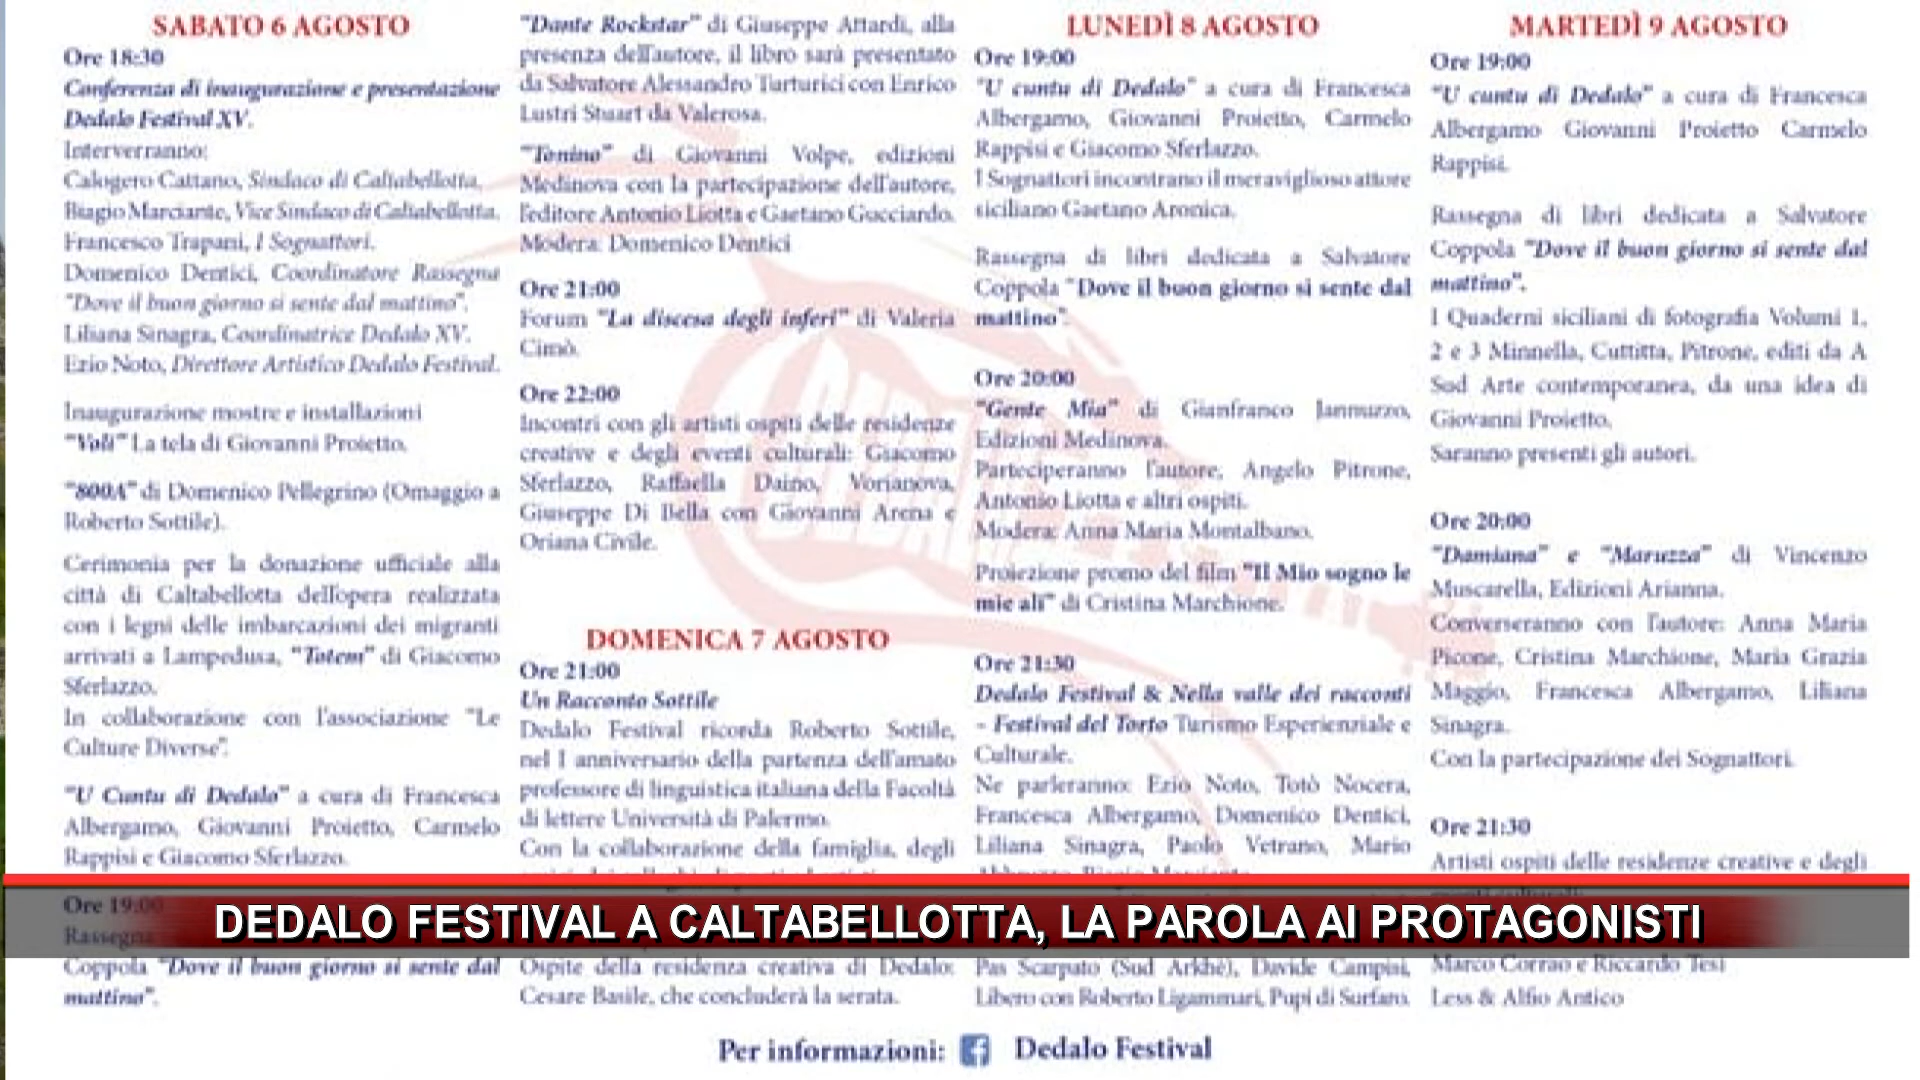 SABATO 6 AGOSTO
Ore 18:30
Conferenza di inaugurazione e presentazione
Dedalo Festival XV.
Interverranno:
Calogero Cattano, Sindaco di Caltabellotta,
Biagio Marciante, Vice Sindaco di Caltabellotta,
Francesco Trapani, I Sognattori.
Domenico Dentici, Coordinatore Rassegna
"Dove il buon giorno si sente dal mattino".
Liliana Sinagra, Coordinatrice Dedalo XV.
Ezio Noto, Direttore Artistico Dedalo Festival.
Inaugurazione mostre e installazioni
"Voli" La tela di Giovanni Proietto.
"800A" di Domenico Pellegrino (Omaggio a
Roberto Sottile).
Cerimonia per la donazione ufficiale alla
città di Caltabellotta dell'opera realizzata
con i legni delle imbarcazioni dei migranti
arrivati a Lampedusa, "Totem" di Giacomo
Sferlazzo.
In collaborazione con l'associazione "Le
Culture Diverse".
"U Cuntu di Dedalo" a cura di Francesca
Albergamo, Giovanni Proietto, Carmelo
Rappisi e Giacomo Sferlazzo.
Ore 19:00
Rassegna
Coppola "Dove il buon giorno si sente dal
mattino".
"Dante Rockstar" di Giuseppe Attardi, alla
presenza dell'autore, il libro sarà presentato
da Salvatore Alessandro Turturici con Enrico
Lustri Stuart da Valerosa.
"Tonino" di Giovanni Volpe, edizioni
Medinova con la partecipazione dell'autore,
l'editore Antonio Liotta e Gaetano Gucciardo.
Modera: Domenico Dentici
Ore 21:00
Forum "La discesa degli inferi" di Valeria
Cimò.
Ore 22:00
Incontri con gli artisti ospiti delle residenze
creative e degli eventi culturali: Giacomo
Sferlazzo, Raffaella Daino, Vorianova,
Giuseppe Di Bella con Giovanni Arena e
Oriana Civile.
DOMENICA 7 AGOSTO
Ore 21:00
Un Racconto Sottile
Dedalo Festival ricorda Roberto Sottile,
nel I anniversario della partenza dell'amato
professore di linguistica italiana della Facoltà
di lettere Università di Palermo.
Con la collaborazione della famiglia, degli
Ospite della residenza creativa di Dedalo:
Cesare Basile, che concluderà la serata.
LUNEDÌ 8 AGOSTO
Ore 19:00
"U cuntu di Dedalo" a cura di Francesca
Albergamo, Giovanni Proietto, Carmelo
Rappisi e Giacomo Sferlazzo.
I Sognattori incontrano il meraviglioso attore
siciliano Gaetano Aronica.
Rassegna di libri dedicata a Salvatore
Coppola "Dove il buon giorno si sente dal
mattino".
Ore 20:00
"Gente Mia" di Gianfranco Jannuzzo,
Edizioni Medinova.
Parteciperanno l'autore, Angelo Pitrone,
Antonio Liotta e altri ospiti.
Modera: Anna Maria Montalbano.
Proiezione promo del film "Il Mio sogno le
mie ali" di Cristina Marchione.
Ore 21:30
Dedalo Festival & Nella valle dei racconti
- Festival del Torto Turismo Esperienziale e
Culturale.
Ne parleranno: Ezio Noto, Totò Nocera,
Francesca Albergamo, Domenico Dentici,
Liliana Sinagra, Paolo Vetrano, Mario
Pas Scarpato (Sud Arkhè), Davide Campisi,
Libero con Roberto Ligammari, Pupi di Surfaro.
MARTEDÌ 9 AGOSTO
Ore 19:00
"U cuntu di Dedalo" a cura di Francesca
Albergamo Giovanni Proietto Carmelo
Rappisi.
Rassegna di libri dedicata a Salvatore
Coppola "Dove il buon giorno si sente dal
mattino".
I Quaderni siciliani di fotografia Volumi 1,
2 e 3 Minnella, Cuttitta, Pitrone, editi da A
Sud Arte contemporanea, da una idea di
Giovanni Proietto.
Saranno presenti gli autori.
Ore 20:00
"Damiana" e "Maruzza" di Vincenzo
Muscarella, Edizioni Arianna.
Converseranno con l'autore: Anna Maria
Picone, Cristina Marchione, Maria Grazia
Maggio, Francesca Albergamo, Liliana
Sinagra.
Con la partecipazione dei Sognattori.
Ore 21:30
Artisti ospiti delle residenze creative e degli
Marco Corrao e Riccardo Tesi
Less & Alfio Antico
DEDALO FESTIVAL A CALTABELLOTTA, LA PAROLA AI PROTAGONISTI
Per informazioni: Dedalo Festival